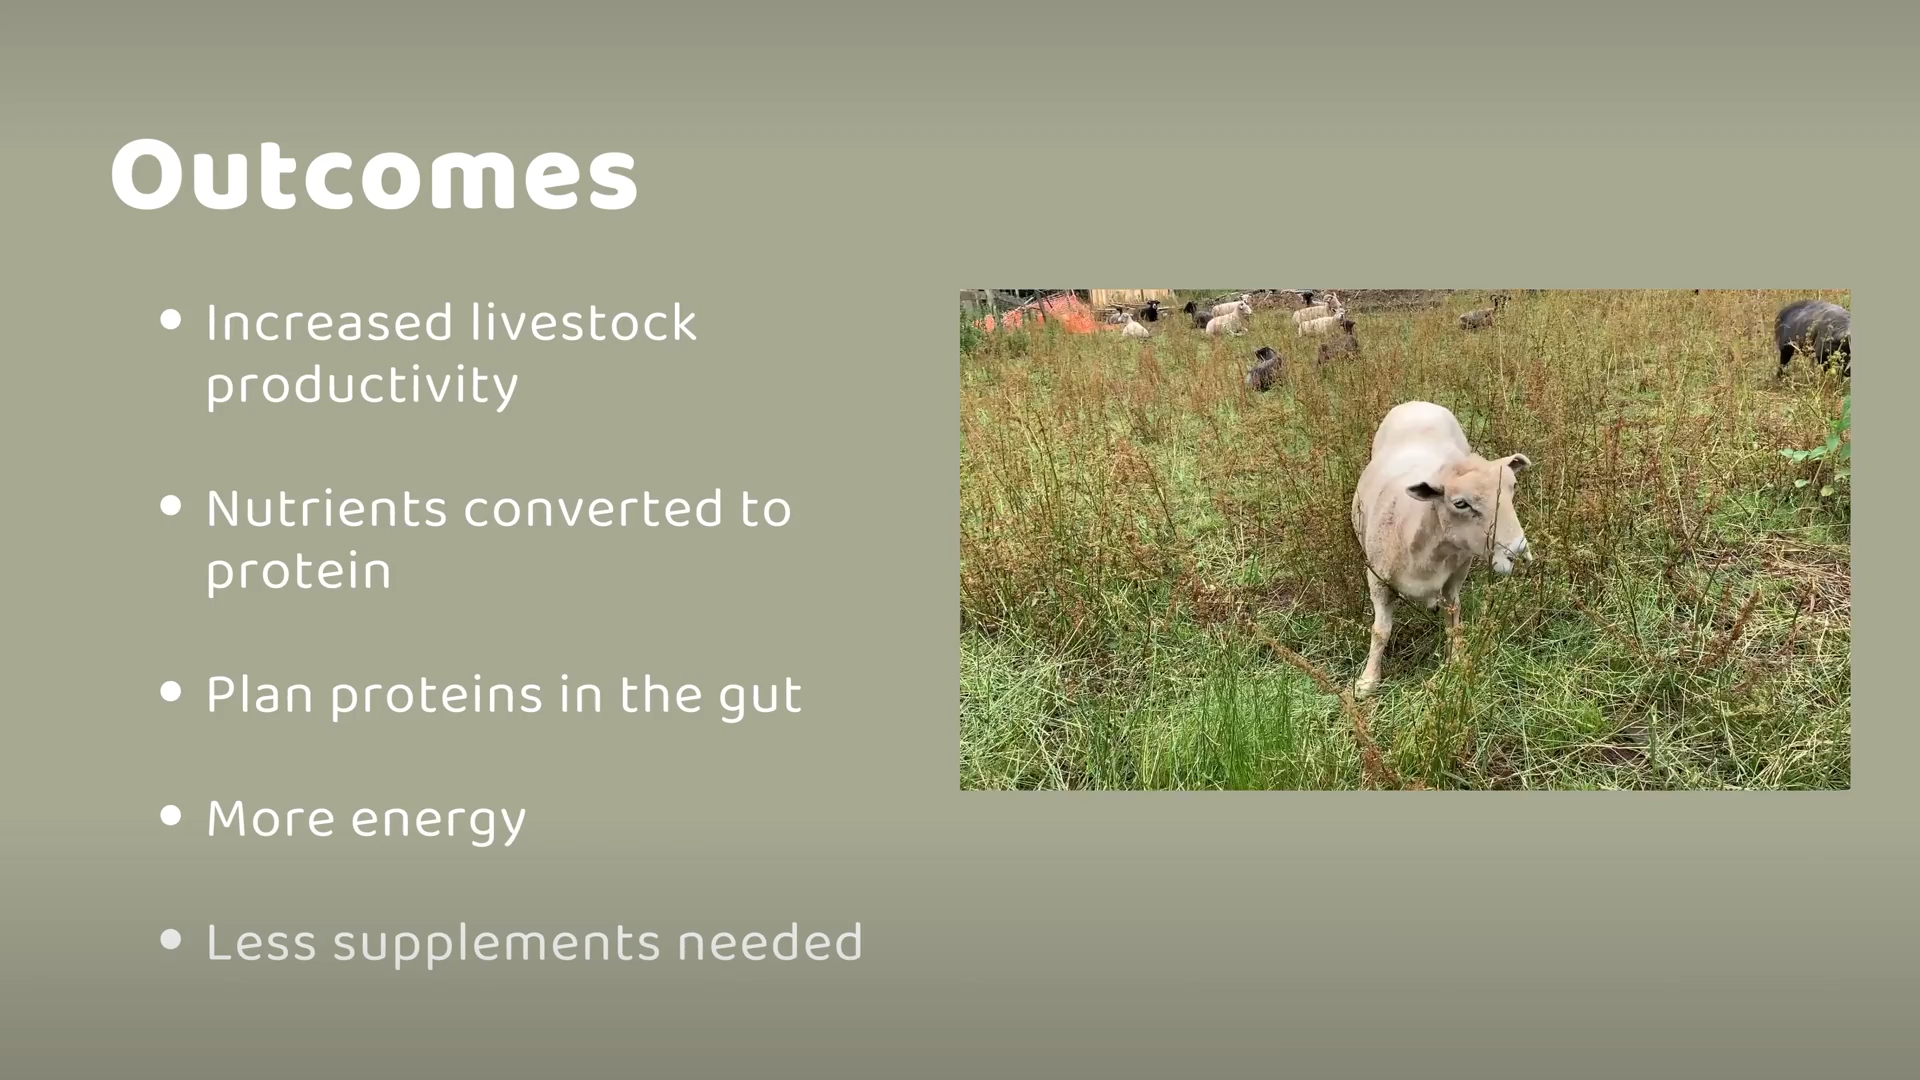 Outcomes
Increased livestock
productivity
Nutrients converted to
protein
Plan proteins in the gut
More energy
Less supplements needed